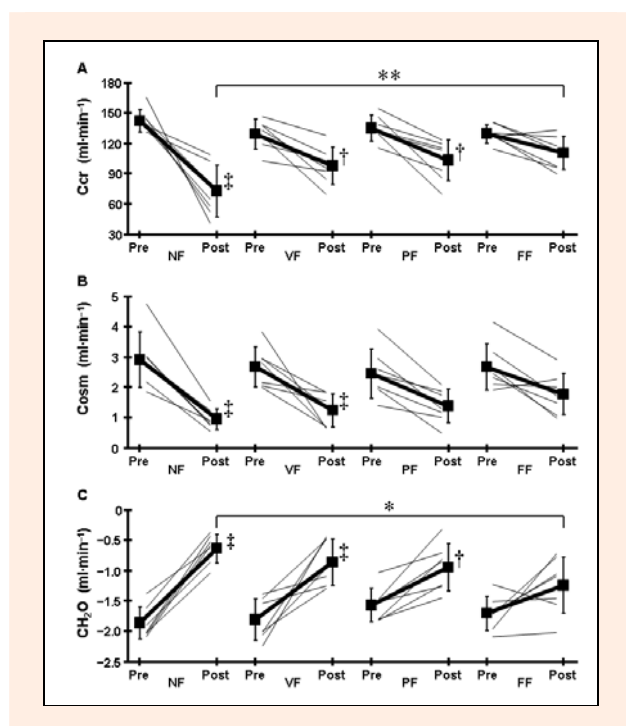 A
**
180
150
120
90
60
30
Ccr (ml·min⁻¹)
‡
†
†
Pre Post Pre Post Pre Post Pre Post
NF VF PF FF
B
5
4
3
2
1
0
Cosm (ml·min⁻¹)
‡
‡
Pre Post Pre Post Pre Post Pre Post
NF VF PF FF
C
*
0
−0.5
−1.0
−1.5
−2.0
−2.5
CH₂O (ml·min⁻¹)
‡
‡
†
Pre Post Pre Post Pre Post Pre Post
NF VF PF FF